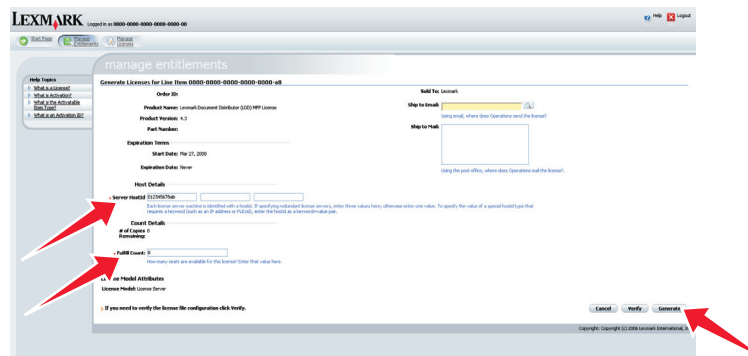 LEXMARK Logged in as 0000-0000-0000-0000-0000-00
Help Logout
Start Page Manage Entitlements Manage Licenses
manage entitlements
Help Topics
What is a License?
What is Activation?
What is the Activatable Item Type?
What is an Activation ID?
Generate Licenses for Line Item 0000-0000-0000-0000-0000-a8
Order ID:
Product Name: Lexmark Document Distributor (LDD) MFP License
Product Version: 4.3
Part Number:
Expiration Terms
Start Date: Mar 27, 2008
Expiration Date: Never
Sold To: Lexmark
Ship to Email:
Using email, where does Operations send the license?
Ship to Mail:
Using the post office, where does Operations mail the license?
Host Details
Server HostId 012345678ab
Each license server machine is identified with a hostid. If specifying redundant license servers, enter three values here; otherwise enter one value. To specify the value of a special hostid type that
requires a keyword (such as an IP address or FLEXid), enter the hostid as a keyword=value pair.
Count Details
# of Copies Remaining: 8
Fulfill Count: 8
How many seats are available for this license? Enter that value here.
License Model Attributes
License Model: License Server
If you need to verify the license file configuration click Verify.
Cancel Verify Generate
Copyright: Copyright (c) 2006 Lexmark International,